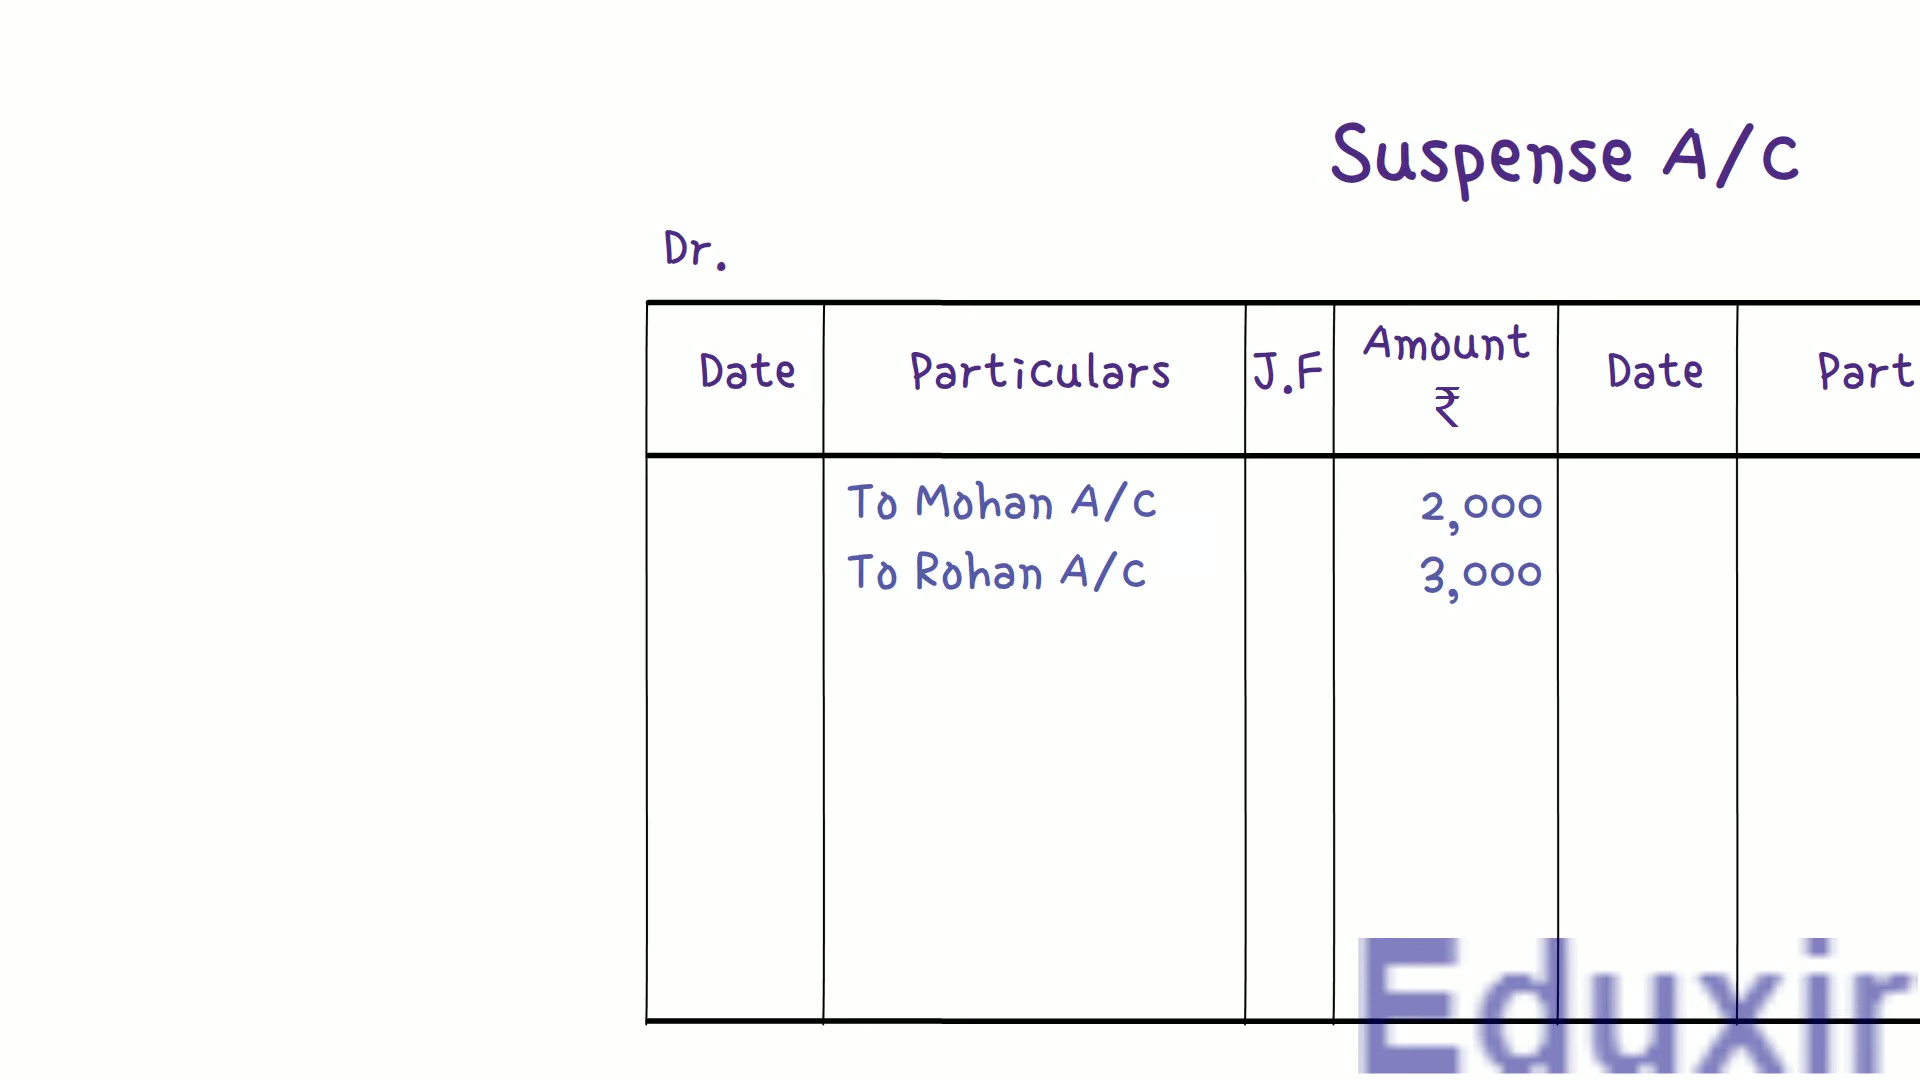 Suspense A/c
Dr.
Date Particulars J.F Amount ₹ Date Part
To Mohan A/c 2,000
To Rohan A/c 3,000
Eduxir